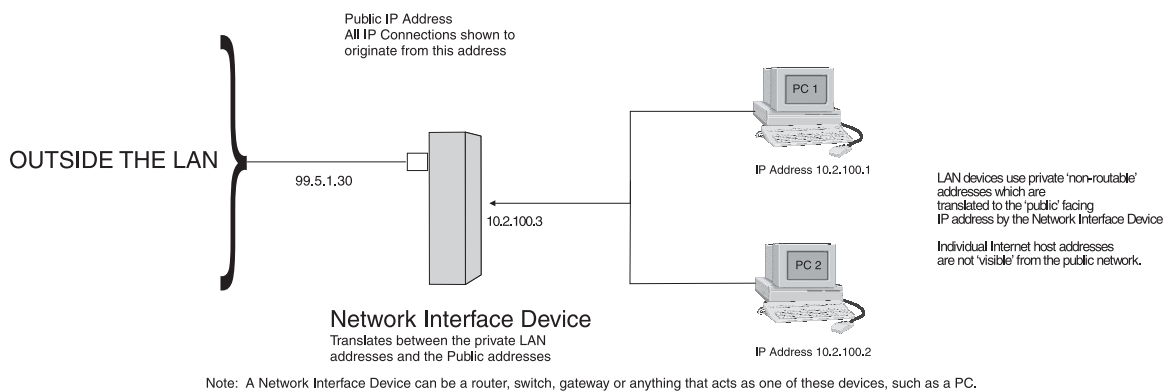 Public IP Address
All IP Connections shown to
originate from this address
OUTSIDE THE LAN
99.5.1.30
10.2.100.3
PC 1
IP Address 10.2.100.1
PC 2
IP Address 10.2.100.2
LAN devices use private ‘non-routable’
addresses which are
translated to the ‘public’ facing
IP address by the Network Interface Device
Individual Internet host addresses
are not ‘visible’ from the public network.
Network Interface Device
Translates between the private LAN
addresses and the Public addresses
Note: A Network Interface Device can be a router, switch, gateway or anything that acts as one of these devices, such as a PC.